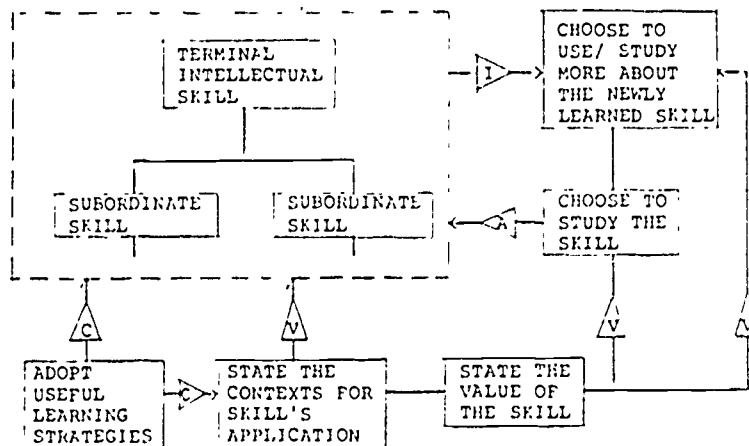 TERMINAL
INTELLECTUAL
SKILL
I
CHOOSE TO
USE/ STUDY
MORE ABOUT
THE NEWLY
LEARNED SKILL
SUBORDINATE
SKILL
SUBORDINATE
SKILL
A
CHOOSE TO
STUDY THE
SKILL
C
V
V
V
ADOPT
USEFUL
LEARNING
STRATEGIES
C
STATE THE
CONTEXTS FOR
SKILL'S
APPLICATION
STATE THE
VALUE OF
THE SKILL